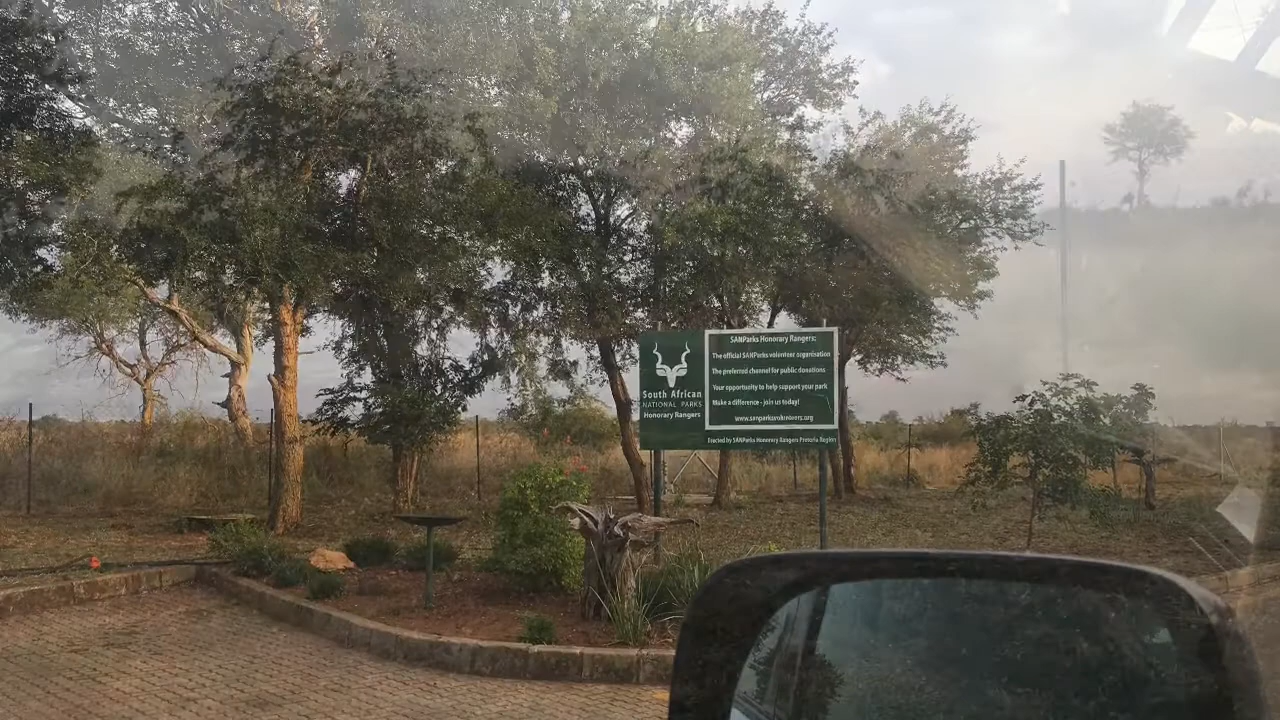 South African
NATIONAL PARKS
Honorary Rangers
SANParks Honorary Rangers:
The official SANParks volunteer organisation
The preferred channel for public donations
Your opportunity to help support your park
Make a difference - join us today!
www.sanparksvolunteers.org
Erected by SANParks Honorary Rangers Pretoria Region